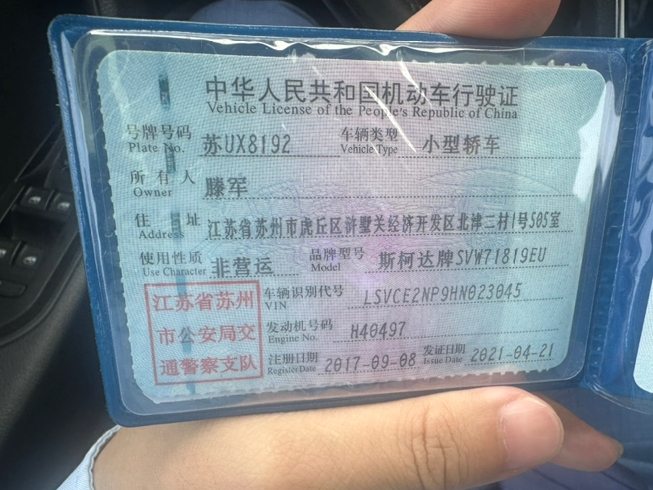 中华人民共和国机动车行驶证
Vehicle License of the People's Republic of China
号牌号码 苏UX8192 车辆类型 小型轿车
Plate No. Vehicle Type
所有人 滕军
Owner
住址 江苏省苏州市虎丘区浒墅关经济开发区北津二村1号505室
Address
使用性质 非营运 品牌型号 斯柯达牌SVW71819EU
Use Character Model
江苏省苏州
市公安局交
通警察支队
车辆识别代号 LSVCE2NP9HN023045
VIN
发动机号码 H40497
Engine No.
注册日期 2017-09-08 发证日期 2021-04-21
Register Date Issue Date